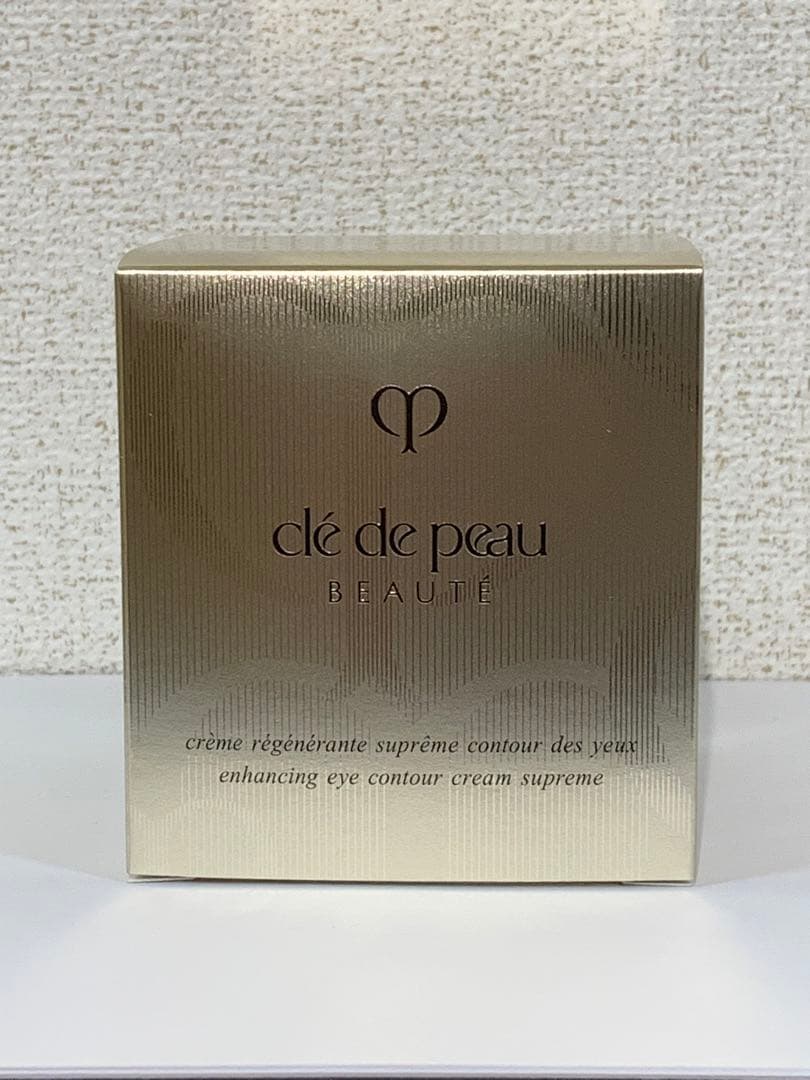 clé de peau
BEAUTÉ
crème régénérante suprême contour des yeux
enhancing eye contour cream supreme